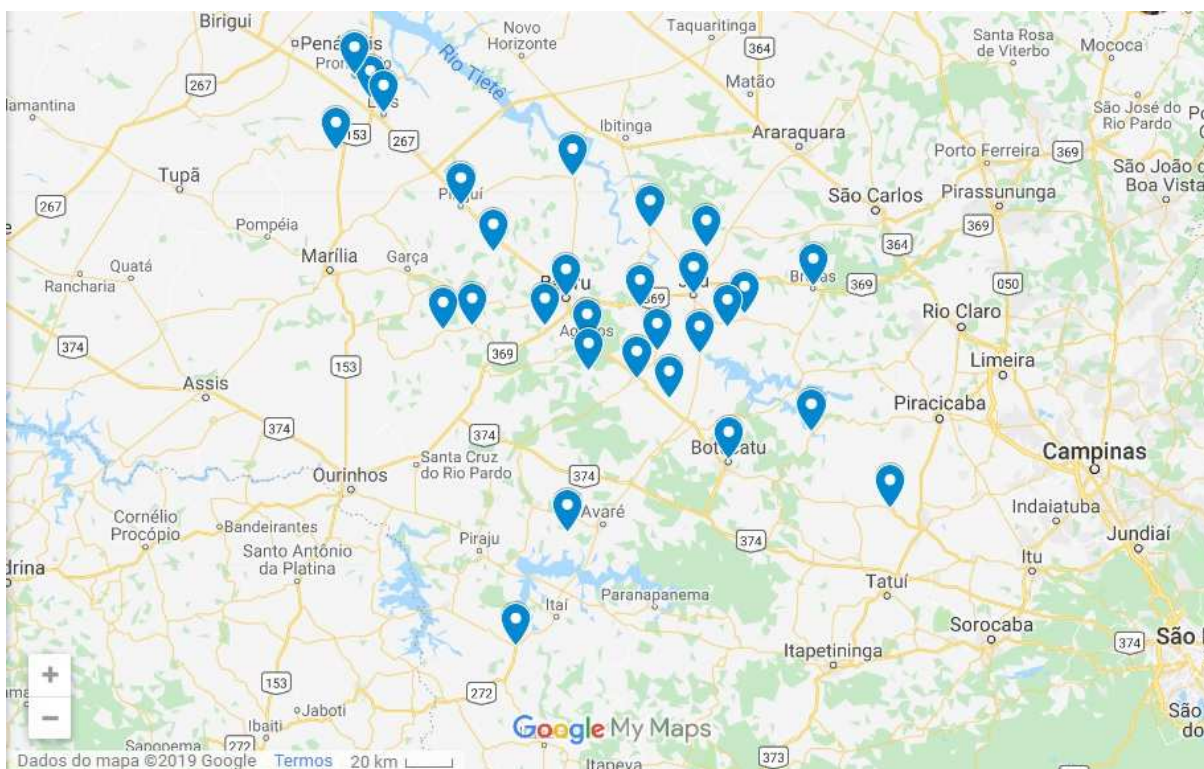 Birigui
Novo
Horizonte
Taquaritinga
Santa Rosa
de Viterbo
Mococa
364
267
Rio Tietê
Matão
lamantina
São José do
Rio Pardo
153
267
Ibitinga
Araraquara
Porto Ferreira
369
São João d
Boa Vista
Tupã
267
Pompéia
São Carlos
Pirassununga
369
Marília
Garça
364
Quatá
Rancharia
369
369
050
Rio Claro
374
369
153
Limeira
Assis
Piracicaba
374
Santa Cruz
do Rio Pardo
Campinas
Ourinhos
374
Indaiatuba
Cornélio
Procópio
Bandeirantes
Avaré
Jundiaí
Piraju
374
Santo Antônio
da Platina
Itu
drina
Tatuí
Paranapanema
Itaí
Sorocaba
374
São
Itapetininga
+
153
272
−
Jaboti
São
do
Ibaiti
Google My Maps
Sapopema
272
373
374
Dados do mapa ©2019 Google
Termos
20 km
Itapeva